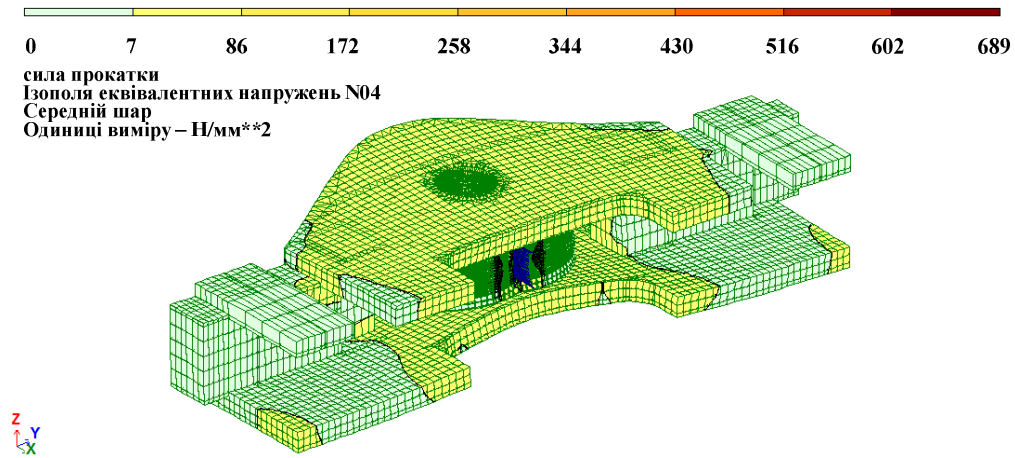 0 7 86 172 258 344 430 516 602 689
сила прокатки
Ізополя еквівалентних напружень N04
Середній шар
Одиниці виміру – Н/мм**2
Z
Y
X